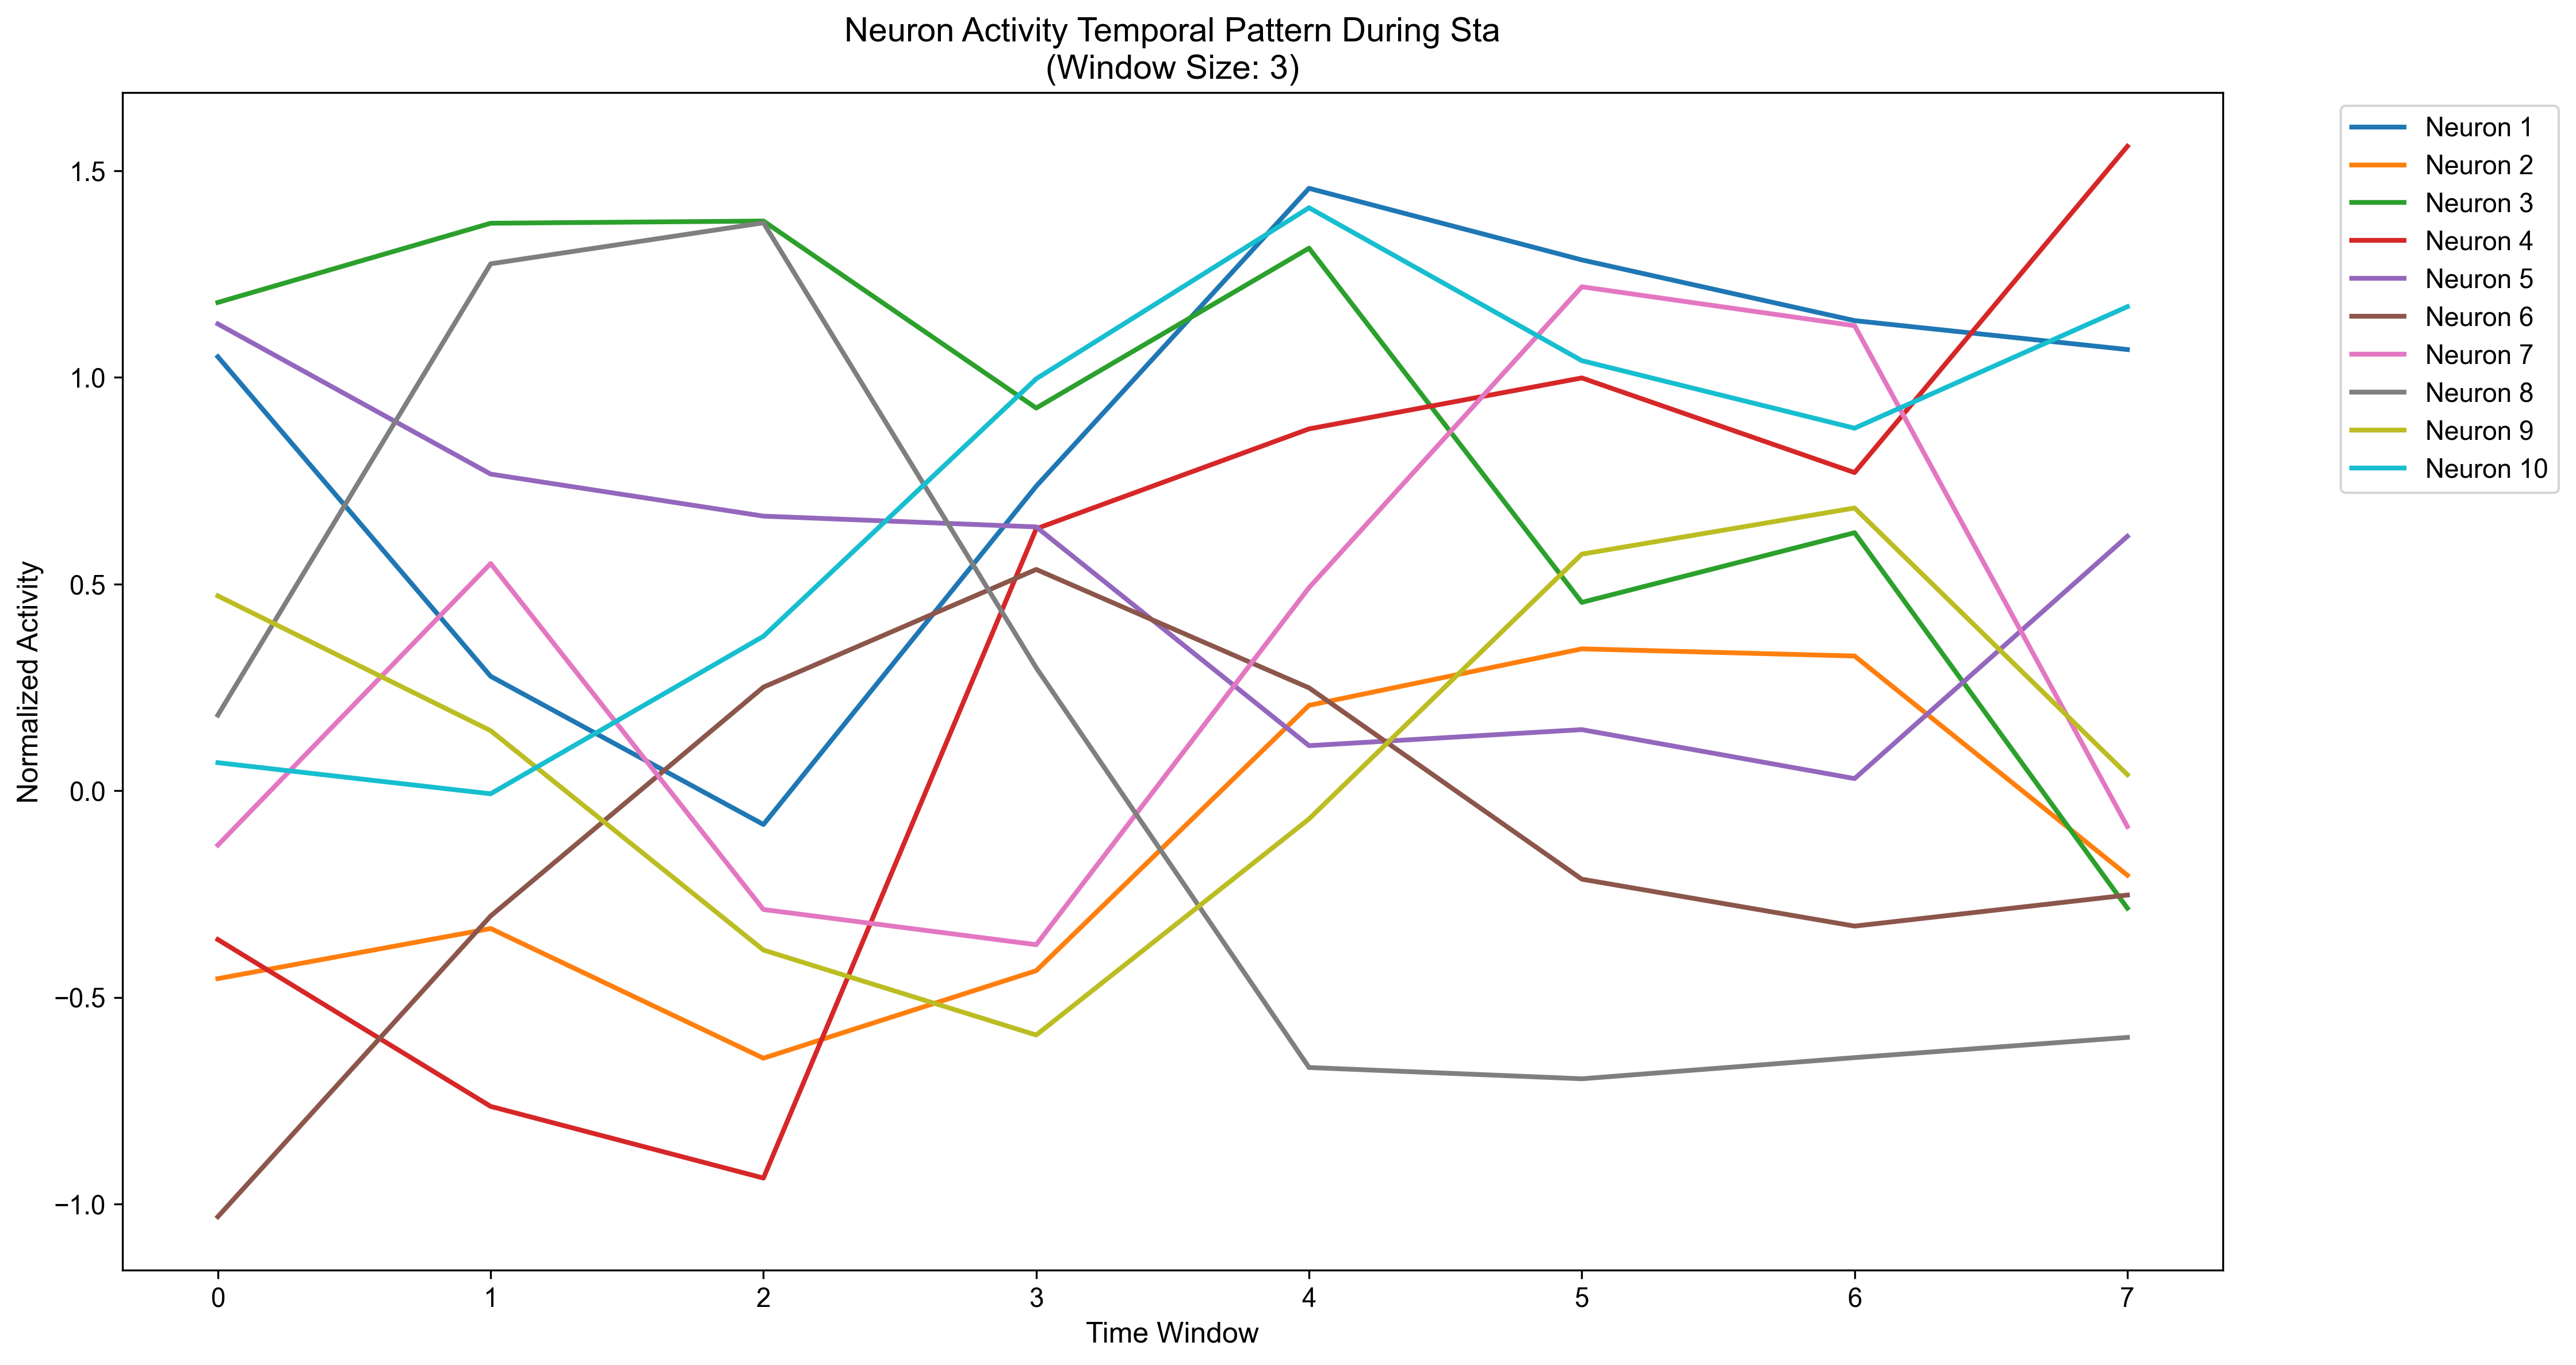 Neuron Activity Temporal Pattern During Sta
(Window Size: 3)
Normalized Activity
1.5
1.0
0.5
0.0
−0.5
−1.0
0 1 2 3 4 5 6 7
Time Window
Neuron 1
Neuron 2
Neuron 3
Neuron 4
Neuron 5
Neuron 6
Neuron 7
Neuron 8
Neuron 9
Neuron 10